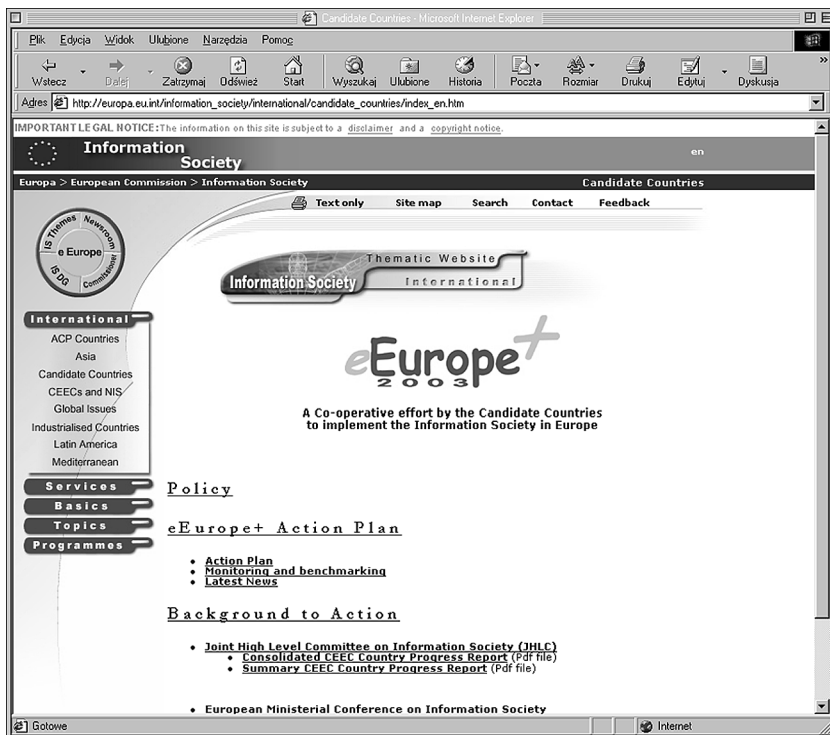 Candidate Countries - Microsoft Internet Explorer
Plik Edycja Widok Ulubione Narzędzia Pomoc
Wstecz Dalej Zatrzymaj Odśwież Start Wyszukaj Ulubione Historia Poczta Rozmiar Drukuj Edytuj Dyskusja »
Adres http://europa.eu.int/information_society/international/candidate_countries/index_en.htm
IMPORTANT LEGAL NOTICE: The information on this site is subject to a disclaimer and a copyright notice.
Information
Society
en
Europa > European Commission > Information Society
Candidate Countries
Text only Site map Search Contact Feedback
IS Themes
Newsroom
e Europe
IS DG
Commissioner
Thematic Website
Information Society
International
International
ACP Countries
Asia
Candidate Countries
CEECs and NIS
Global Issues
Industrialised Countries
Latin America
Mediterranean
Services
Basics
Topics
Programmes
eEurope+
2003
A Co-operative effort by the Candidate Countries
to implement the Information Society in Europe
Policy
eEurope+ Action Plan
• Action Plan
• Monitoring and benchmarking
• Latest News
Background to Action
• Joint High Level Committee on Information Society (JHLC)
• Consolidated CEEC Country Progress Report (Pdf file)
• Summary CEEC Country Progress Report (Pdf file)
• European Ministerial Conference on Information Society
Gotowe
Internet